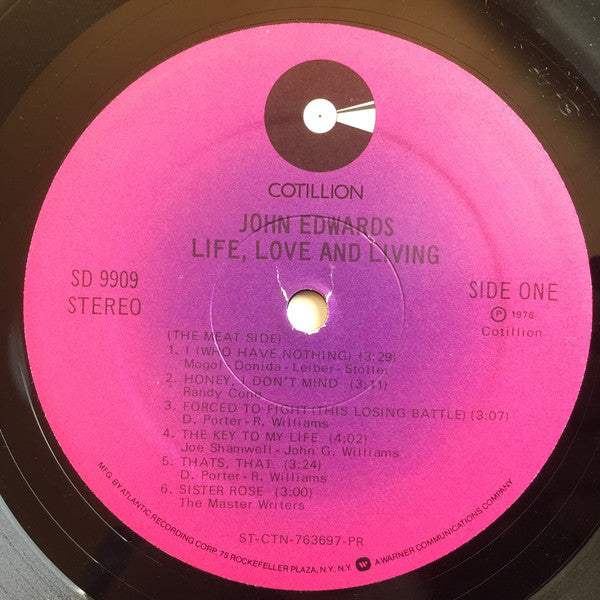 COTILLION
JOHN EDWARDS
LIFE, LOVE AND LIVING
SD 9909
STEREO
SIDE ONE
Ⓟ 1976
Cotillion
(THE MEAT SIDE)
1. I (WHO HAVE NOTHING) (3:29)
Mogol-Donida-Leiber-Stoller
2. HONEY, I DON'T MIND (3:11)
Randy Cone
3. FORCED TO FIGHT (THIS LOSING BATTLE) (3:07)
D. Porter-R. Williams
4. THE KEY TO MY LIFE (4:02)
Joe Shamwell-John G. Williams
5. THATS, THAT (3:24)
D. Porter-R. Williams
6. SISTER ROSE (3:00)
The Master Writers
ST-CTN-763697-PR
MFG. BY ATLANTIC RECORDING CORP. 75 ROCKEFELLER PLAZA, N.Y. N.Y. A WARNER COMMUNICATIONS COMPANY